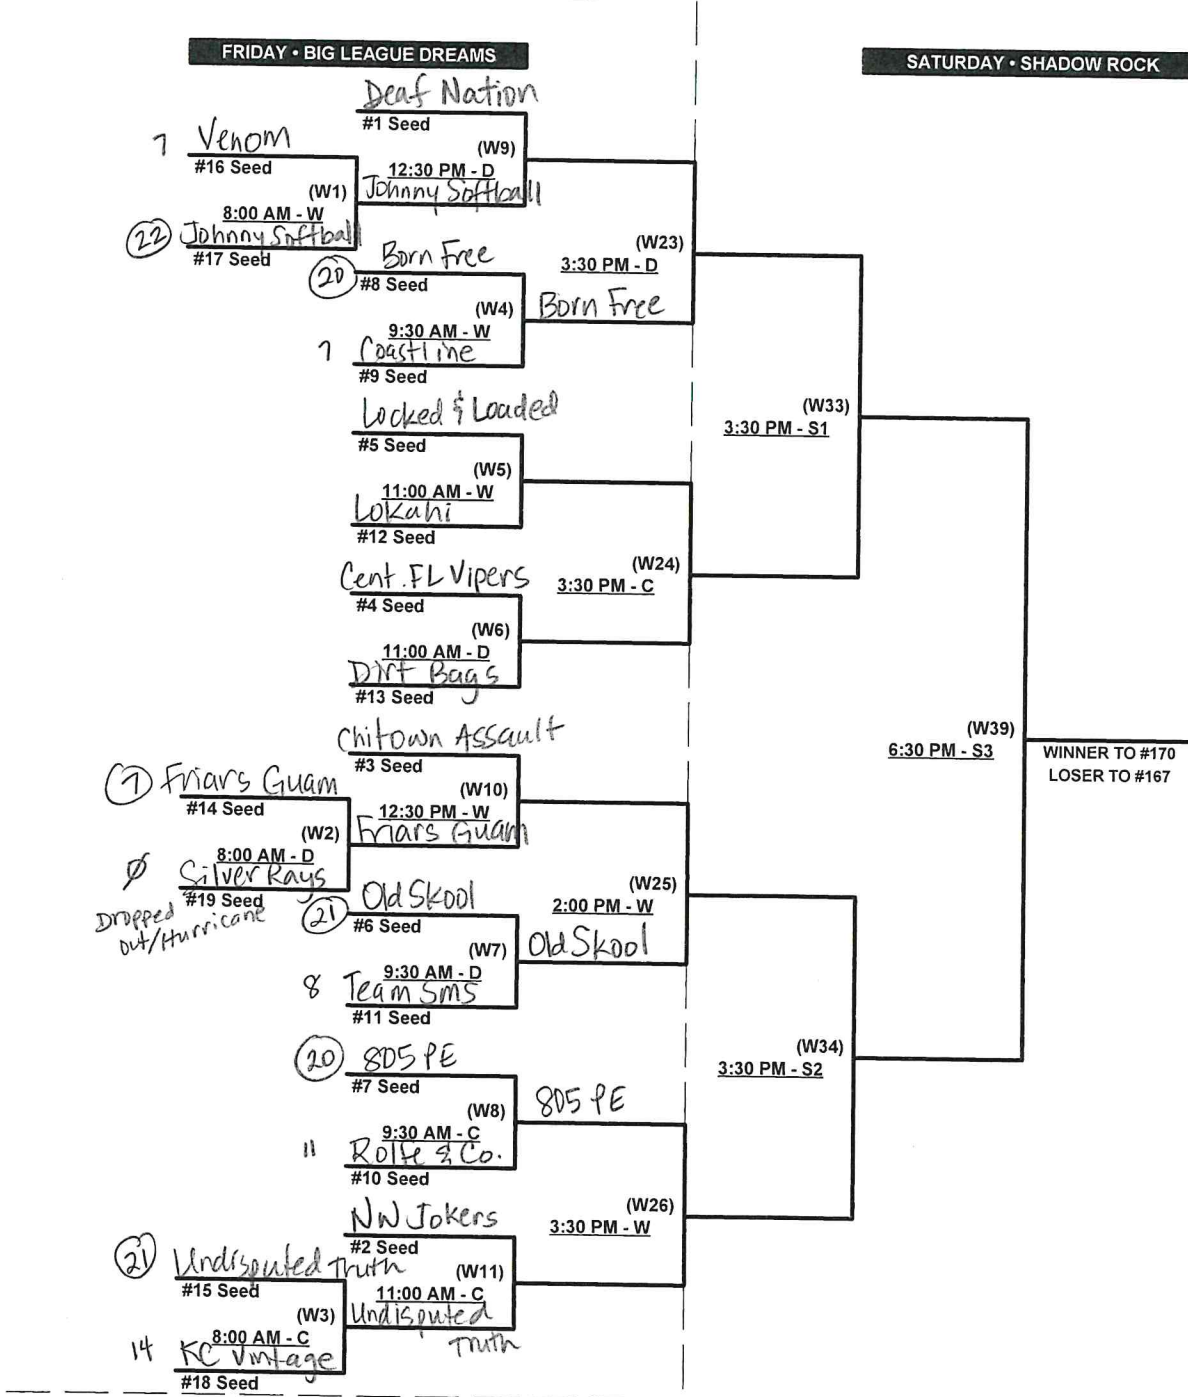 FRIDAY • BIG LEAGUE DREAMS
SATURDAY • SHADOW ROCK
Deaf Nation
#1 Seed
7 Venom
#16 Seed
(W9)
12:30 PM - D
Johnny Softball
(W1)
8:00 AM - W
22 Johnny Softball
#17 Seed
Born Free
20 #8 Seed
(W23)
3:30 PM - D
(W4)
9:30 AM - W
Born Free
7 Coastline
#9 Seed
Locked & Loaded
#5 Seed
(W33)
3:30 PM - S1
(W5)
11:00 AM - W
Lokahi
#12 Seed
Cent. FL Vipers
#4 Seed
(W24)
3:30 PM - C
(W6)
11:00 AM - D
Dirt Bags
#13 Seed
Chitown Assault
#3 Seed
(W39)
6:30 PM - S3
WINNER TO #170
LOSER TO #167
7 Friars Guam
#14 Seed
(W10)
12:30 PM - W
Friars Guam
(W2)
8:00 AM - D
0 Silver Rays
#19 Seed
Dropped
out/Hurricane
Old Skool
21 #6 Seed
(W25)
2:00 PM - W
(W7)
9:30 AM - D
Old Skool
8 Team Sms
#11 Seed
20 805 PE
#7 Seed
(W34)
3:30 PM - S2
(W8)
9:30 AM - C
805 PE
11 Rolfe & Co.
#10 Seed
NW Jokers
#2 Seed
(W26)
3:30 PM - W
21 Undisputed Truth
#15 Seed
(W11)
11:00 AM - C
Undisputed
Truth
(W3)
8:00 AM - C
14 KC Vintage
#18 Seed